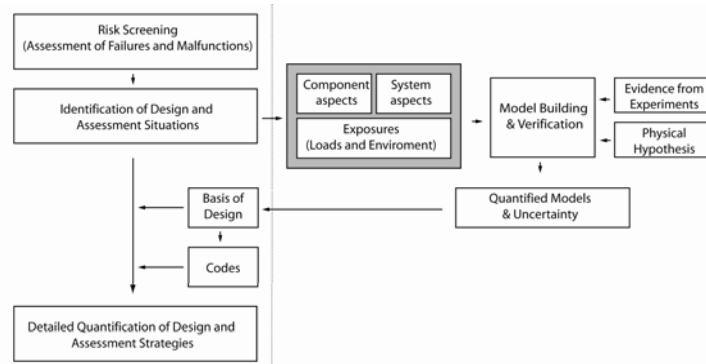 Risk Screening
(Assessment of Failures and Malfunctions)
Identification of Design and
Assessment Situations
Component
aspects
System
aspects
Exposures
(Loads and Enviroment)
Model Building
& Verification
Evidence from
Experiments
Physical
Hypothesis
Quantified Models
& Uncertainty
Basis of
Design
Codes
Detailed Quantification of Design and
Assessment Strategies